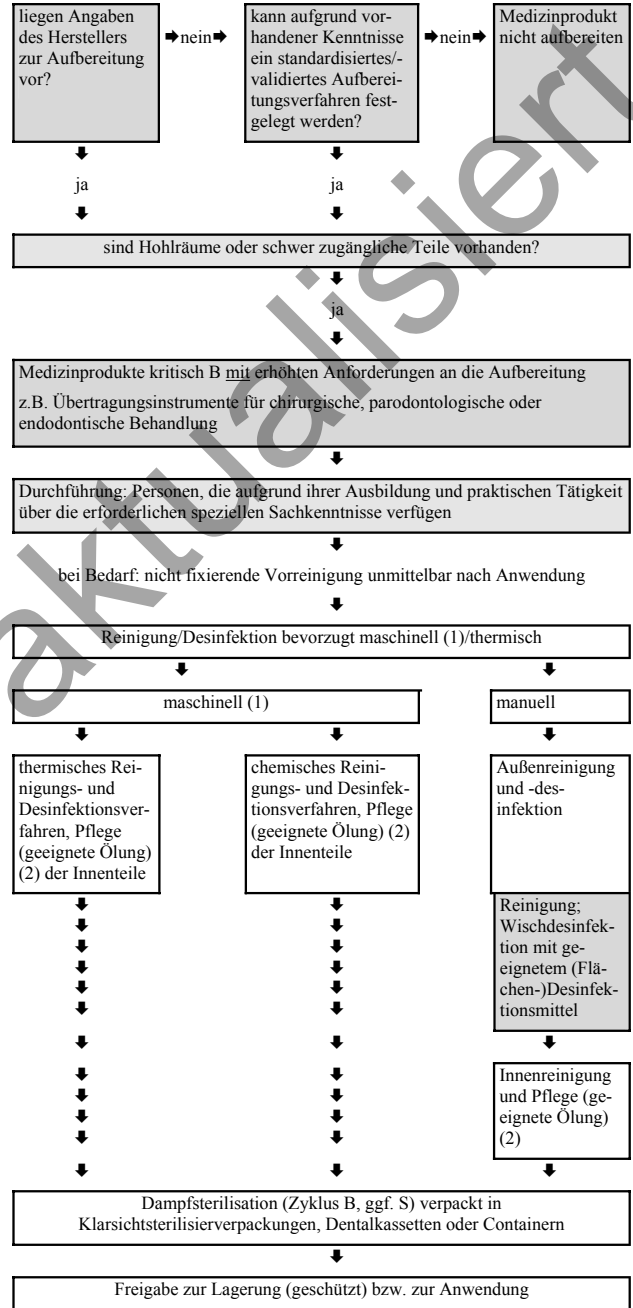 liegen Angaben
des Herstellers
zur Aufbereitung
vor?
➡nein➡
kann aufgrund vor-
handener Kenntnisse
ein standardisiertes/-
validiertes Aufberei-
tungsverfahren fest-
gelegt werden?
➡nein➡
Medizinprodukt
nicht aufbereiten
ja
ja
sind Hohlräume oder schwer zugängliche Teile vorhanden?
ja
Medizinprodukte kritisch B mit erhöhten Anforderungen an die Aufbereitung
z.B. Übertragungsinstrumente für chirurgische, parodontologische oder
endodontische Behandlung
Durchführung: Personen, die aufgrund ihrer Ausbildung und praktischen Tätigkeit
über die erforderlichen speziellen Sachkenntnisse verfügen
bei Bedarf: nicht fixierende Vorreinigung unmittelbar nach Anwendung
Reinigung/Desinfektion bevorzugt maschinell (1)/thermisch
maschinell (1)
manuell
thermisches Rei-
nigungs- und
Desinfektionsver-
fahren, Pflege
(geeignete Ölung)
(2) der Innenteile
chemisches Reini-
gungs- und Desinfek-
tionsverfahren, Pflege
(geeignete Ölung) (2)
der Innenteile
Außenreinigung
und -des-
infektion
Reinigung;
Wischdesinfek-
tion mit ge-
eignetem (Flä-
chen-)Desinfek-
tionsmittel
Innenreinigung
und Pflege (ge-
eignete Ölung)
(2)
Dampfsterilisation (Zyklus B, ggf. S) verpackt in
Klarsichtsterilisierverpackungen, Dentalkassetten oder Containern
Freigabe zur Lagerung (geschützt) bzw. zur Anwendung
aktualisiert